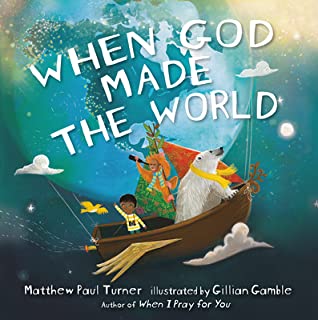 WHEN GOD
MADE
THE WORLD
M
Matthew Paul Turner illustrated by Gillian Gamble
Author of When I Pray for You